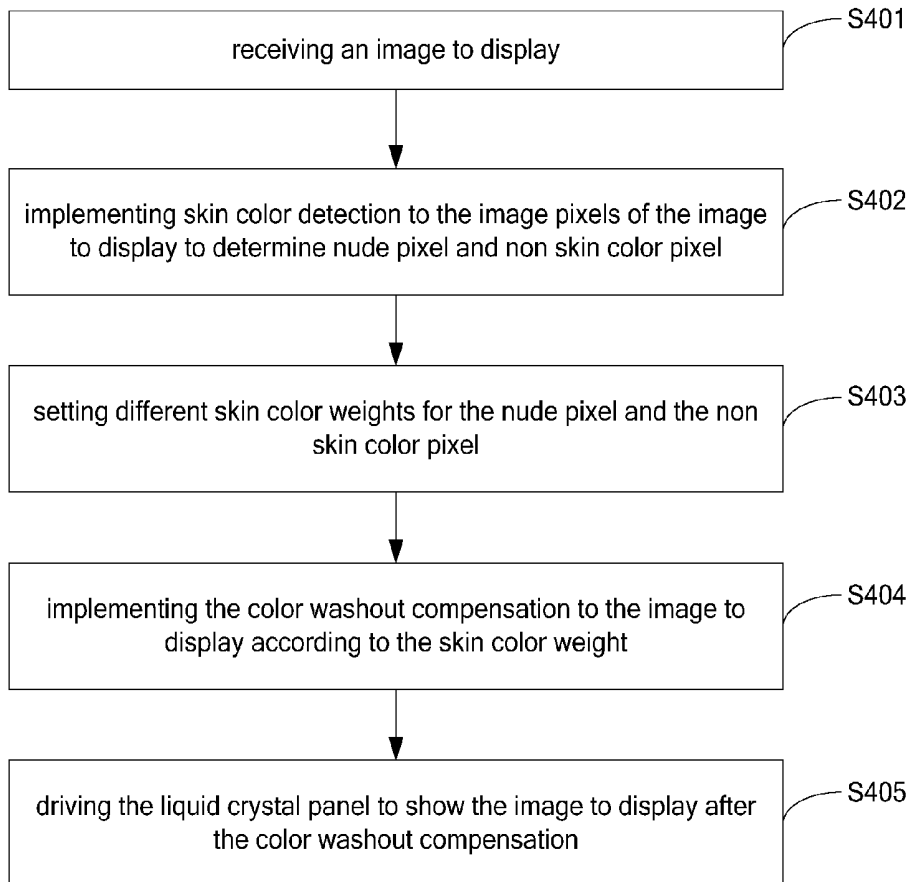 receiving an image to display
S401
implementing skin color detection to the image pixels of the image
to display to determine nude pixel and non skin color pixel
S402
setting different skin color weights for the nude pixel and the non
skin color pixel
S403
implementing the color washout compensation to the image to
display according to the skin color weight
S404
driving the liquid crystal panel to show the image to display after
the color washout compensation
S405